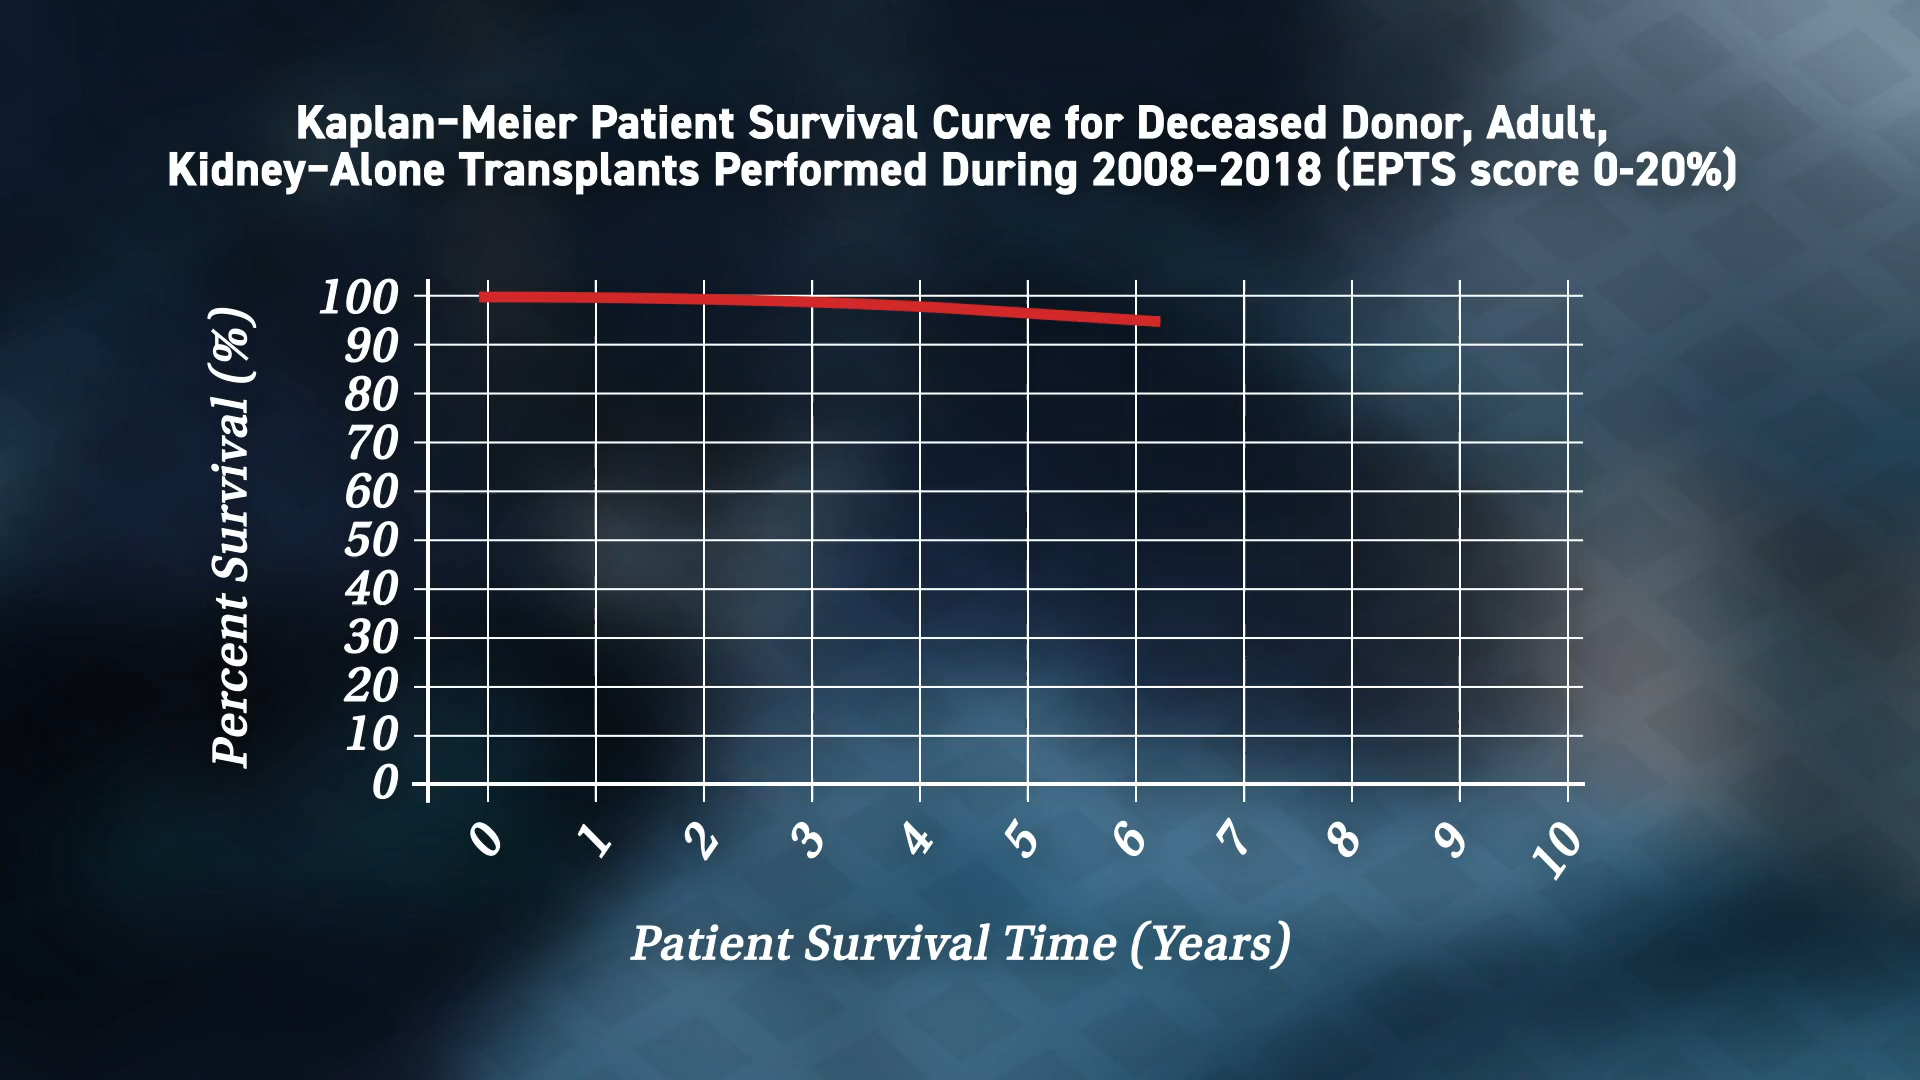 Kaplan–Meier Patient Survival Curve for Deceased Donor, Adult,
Kidney–Alone Transplants Performed During 2008–2018 (EPTS score 0-20%)
Percent Survival (%)
100
90
80
70
60
50
40
30
20
10
0
0 1 2 3 4 5 6 7 8 9 10
Patient Survival Time (Years)